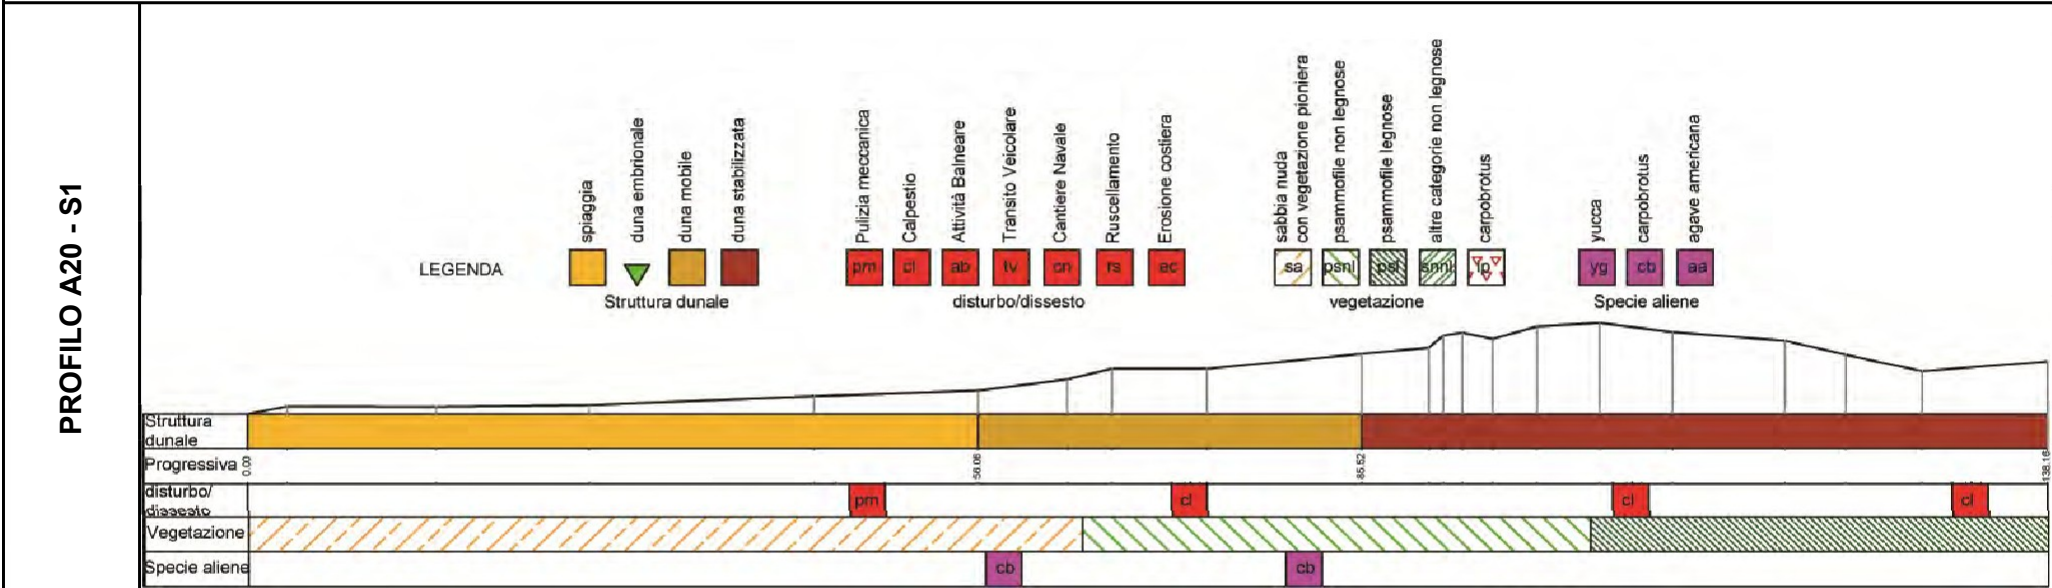 PROFILO A20 - S1
LEGENDA
spiaggia
duna embrionale
duna mobile
duna stabilizzata
Struttura dunale
Pulizia meccanica
Calpestio
Attività Balneare
Transito Veicolare
Cantiere Navale
Ruscellamento
Erosione costiera
pm
cl
ab
tv
cn
rs
ec
disturbo/dissesto
sabbia nuda
con vegetazione pioniera
psammofile non legnose
psammofile legnose
altre categorie non legnose
carpobrotus
sa
psnl
psl
snnl
ip
vegetazione
yucca
carpobrotus
agave americana
yg
cb
aa
Specie aliene
Struttura
dunale
Progressiva
0.00
56.06
85.52
138.16
disturbo/
dissesto
pm
cl
cl
cl
Vegetazione
Specie aliene
cb
cb